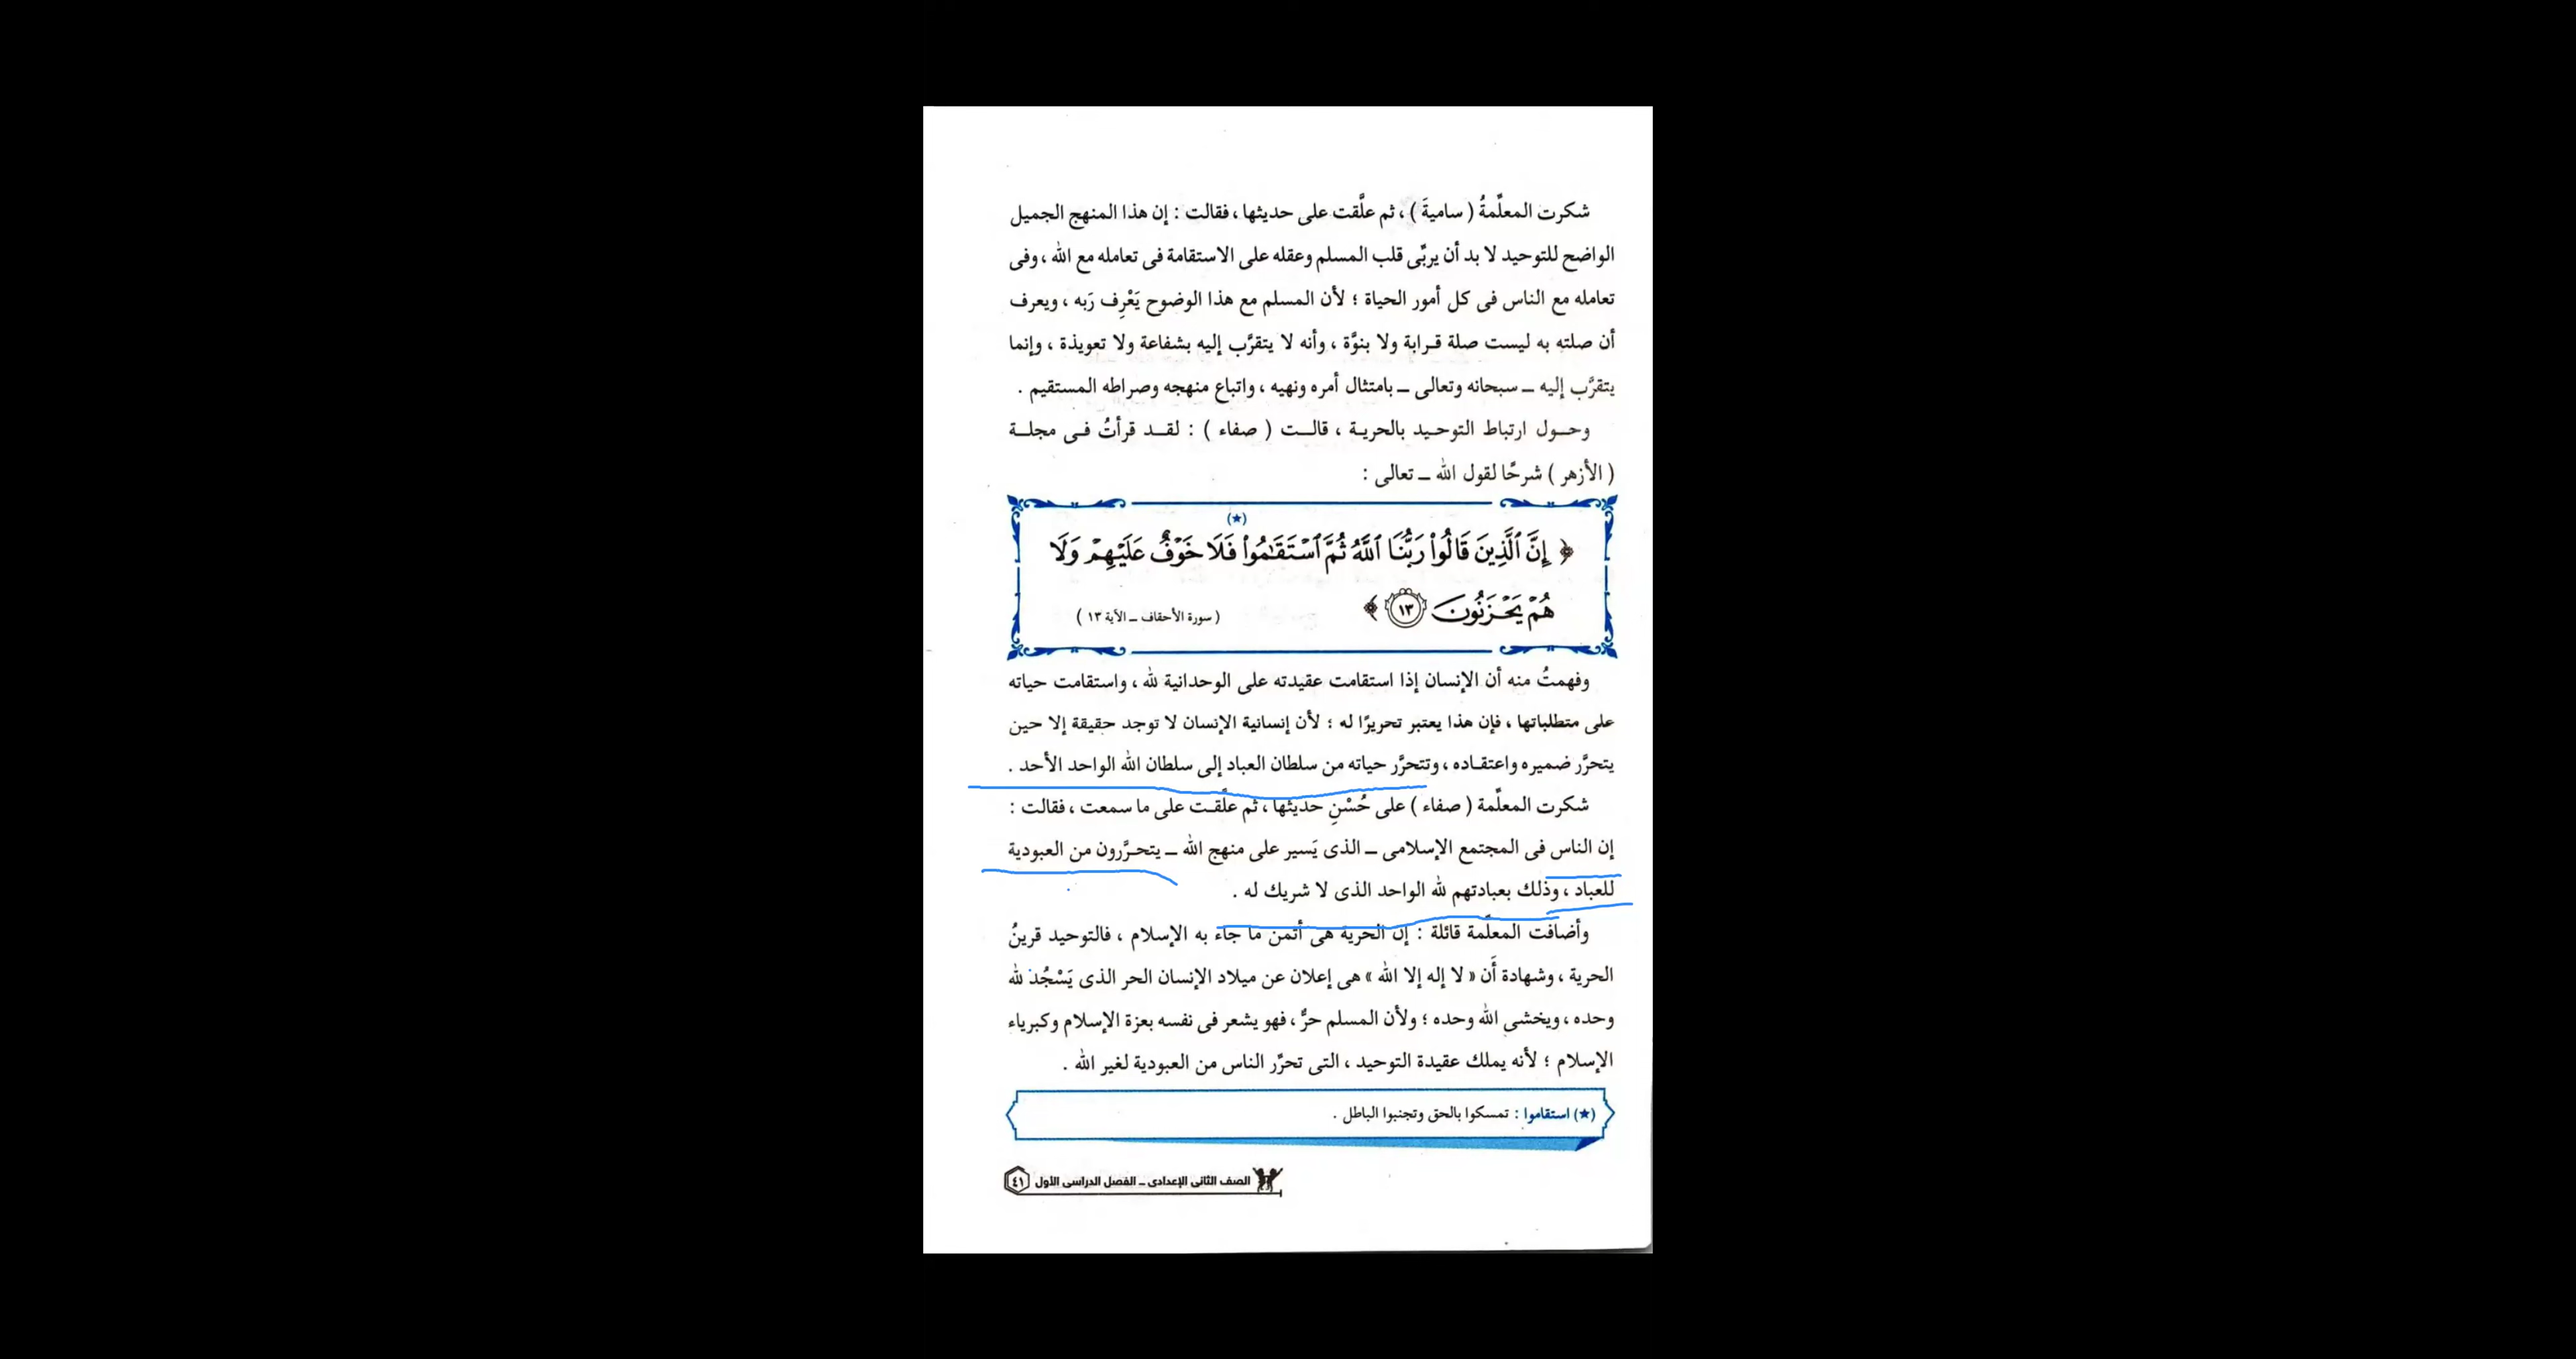 شكرت المعلِّمةُ ( ساميةَ ) ، ثم علَّقت على حديثها ، فقالت : إن هذا المنهج الجميل
الواضح للتوحيد لا بد أن يربِّى قلب المسلم وعقله على الاستقامة فى تعامله مع الله ، وفى
تعامله مع الناس فى كل أمور الحياة ؛ لأن المسلم مع هذا الوضوح يَعْرِف رَبه ، ويعرف
أن صلته به ليست صلة قـرابة ولا بنوَّة ، وأنه لا يتقرَّب إليه بشفاعة ولا تعويذة ، وإنما
يتقرَّب إليه ــ سبحانه وتعالى ــ بامتثال أمره ونهيه ، واتباع منهجه وصراطه المستقيم .
وحــول ارتباط التوحـيد بالحريـة ، قالــت ( صفاء ) : لقــد قرأتُ فـى مجلــة
( الأزهر ) شرحًا لقول الله ــ تعالى :
(★)
﴿ إِنَّ ٱلَّذِينَ قَالُوا۟ رَبُّنَا ٱللَّهُ ثُمَّ ٱسْتَقَـٰمُوا۟ فَلَا خَوْفٌ عَلَيْهِمْ وَلَا
هُمْ يَحْزَنُونَ ١٣ ﴾
( سورة الأحقاف ــ الآية ١٣ )
وفهمتُ منه أن الإنسان إذا استقامت عقيدته على الوحدانية لله ، واستقامت حياته
على متطلباتها ، فإن هذا يعتبر تحريرًا له ؛ لأن إنسانية الإنسان لا توجد حقيقة إلا حين
يتحرَّر ضميره واعتقـاده ، وتتحرَّر حياته من سلطان العباد إلى سلطان الله الواحد الأحد .
شكرت المعلِّمة ( صفاء ) على حُسْنِ حديثها ، ثم علَّقـت على ما سمعت ، فقالت :
إن الناس فى المجتمع الإسلامى ــ الذى يَسير على منهج الله ــ يتحـرَّرون من العبودية
للعباد ، وذلك بعبادتهم لله الواحد الذى لا شريك له .
وأضافت المعلِّمة قائلة : إن الحرية هى أثمن ما جاء به الإسلام ، فالتوحيد قرينُ
الحرية ، وشهادة أَن « لا إله إلا الله » هى إعلان عن ميلاد الإنسان الحر الذى يَسْجُد لله
وحده ، ويخشى الله وحده ؛ ولأن المسلم حرٌّ ، فهو يشعر فى نفسه بعزة الإسلام وكبرياء
الإسلام ؛ لأنه يملك عقيدة التوحيد ، التى تحرِّر الناس من العبودية لغير الله .
(★) استقاموا : تمسكوا بالحق وتجنبوا الباطل .
الصف الثانى الإعدادى ــ الفصل الدراسى الأول ٤١